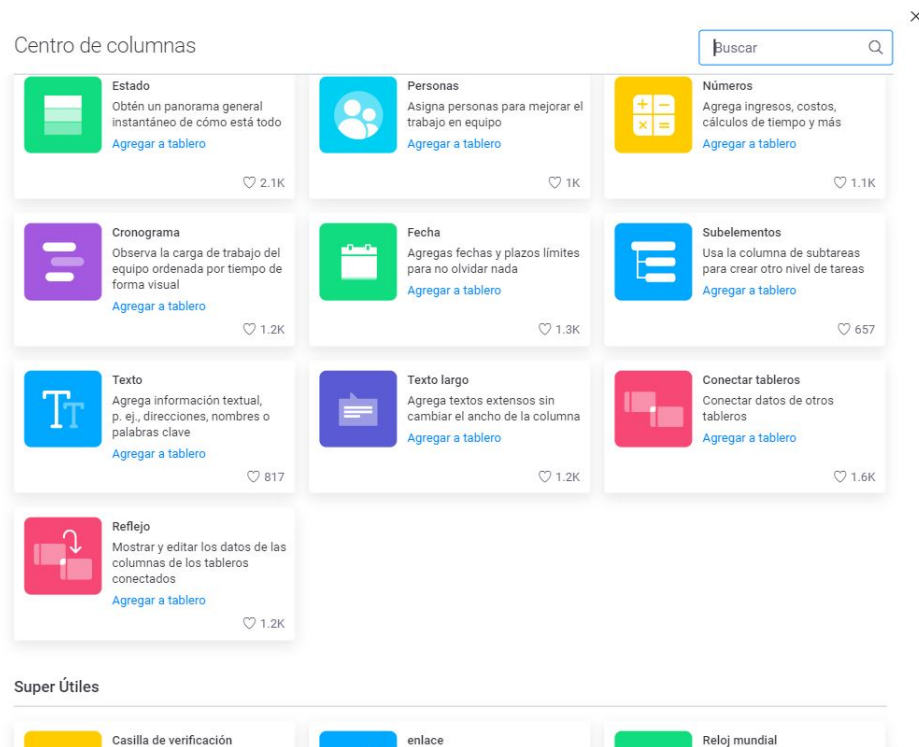 Centro de columnas
Buscar
Estado
Obtén un panorama general
instantáneo de cómo está todo
Agregar a tablero
2.1K
Personas
Asigna personas para mejorar el
trabajo en equipo
Agregar a tablero
1K
Números
Agrega ingresos, costos,
cálculos de tiempo y más
Agregar a tablero
1.1K
Cronograma
Observa la carga de trabajo del
equipo ordenada por tiempo de
forma visual
Agregar a tablero
1.2K
Fecha
Agregas fechas y plazos límites
para no olvidar nada
Agregar a tablero
1.3K
Subelementos
Usa la columna de subtareas
para crear otro nivel de tareas
Agregar a tablero
657
Texto
Agrega información textual,
p. ej., direcciones, nombres o
palabras clave
Agregar a tablero
817
Texto largo
Agrega textos extensos sin
cambiar el ancho de la columna
Agregar a tablero
1.2K
Conectar tableros
Conectar datos de otros
tableros
Agregar a tablero
1.6K
Reflejo
Mostrar y editar los datos de las
columnas de los tableros
conectados
Agregar a tablero
1.2K
Super Útiles
Casilla de verificación
enlace
Reloj mundial